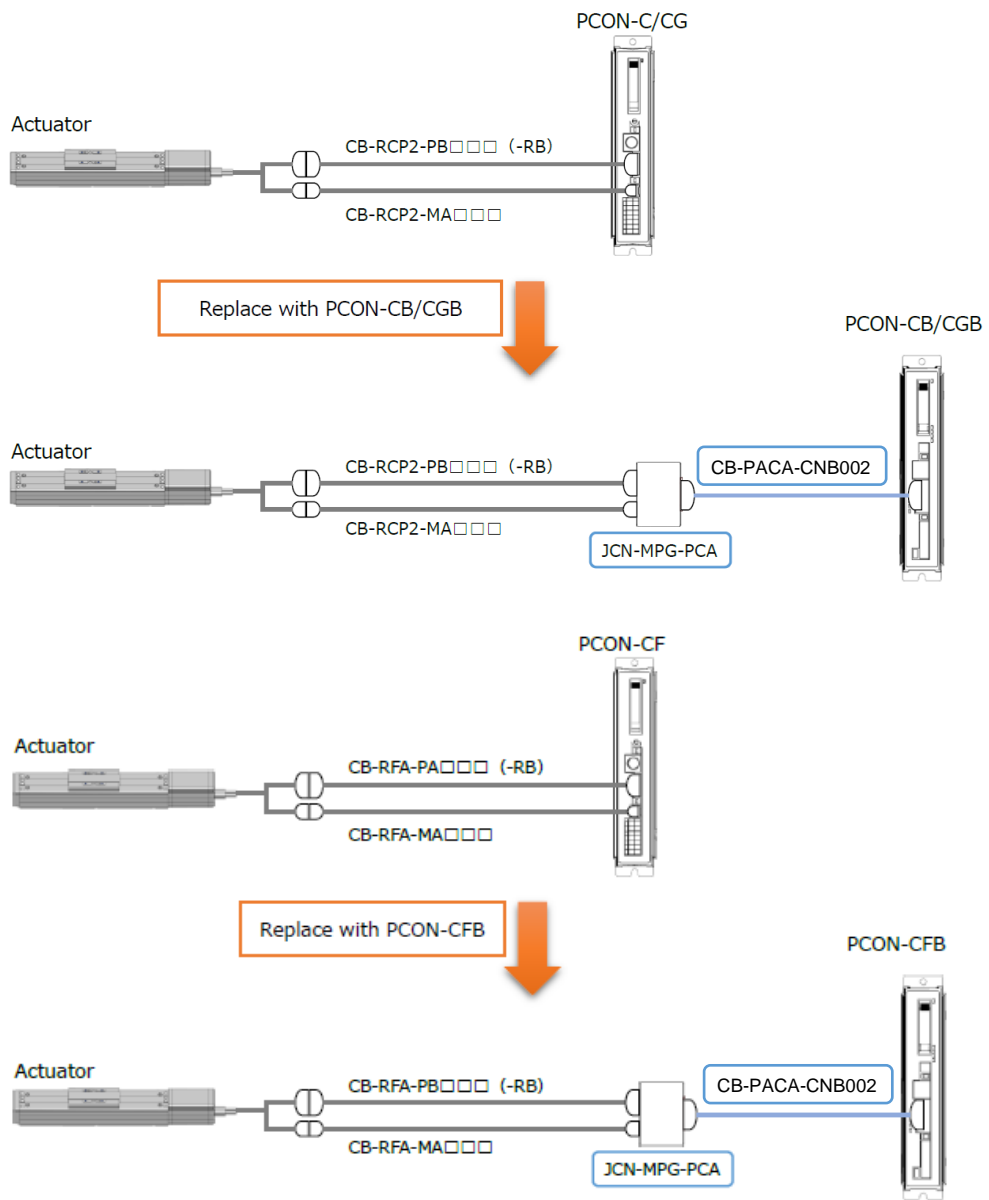 PCON-C/CG
Actuator
CB-RCP2-PB□□□ (-RB)
CB-RCP2-MA□□□
Replace with PCON-CB/CGB
PCON-CB/CGB
Actuator
CB-RCP2-PB□□□ (-RB)
CB-PACA-CNB002
CB-RCP2-MA□□□
JCN-MPG-PCA
PCON-CF
Actuator
CB-RFA-PA□□□ (-RB)
CB-RFA-MA□□□
Replace with PCON-CFB
PCON-CFB
Actuator
CB-RFA-PB□□□ (-RB)
CB-PACA-CNB002
CB-RFA-MA□□□
JCN-MPG-PCA